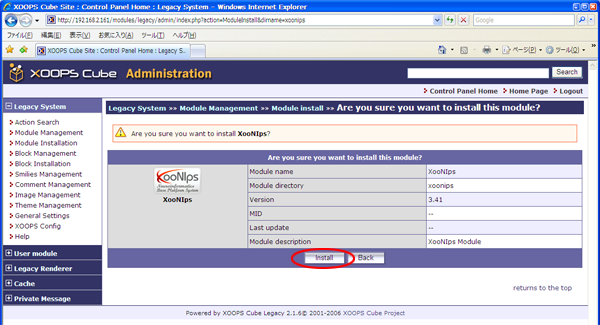 XOOPS Cube Site : Control Panel Home : Legacy System - Windows Internet Explorer
http://192.168.2.161/modules/legacy/admin/index.php?action=ModuleInstall&dirname=xoonips
Google
ファイル(F) 編集(E) 表示(V) お気に入り(A) ツール(T) ヘルプ(H)
XOOPS Cube Site : Control Panel Home : Legacy S...
ページ(P) ツール(O)
XOOPS Cube Administration
Search
Control Panel Home Home Page Logout
Legacy System
Action Search
Module Management
Module Installation
Block Management
Block Installation
Smilies Management
Comment Management
Image Management
Theme Management
General Settings
XOOPS Config
Help
User module
Legacy Renderer
Cache
Private Message
Legacy System »» Module Management »» Module install »» Are you sure you want to install this module?
Are you sure you want to install XooNIps?
Are you sure you want to install this module?
XooNIps
Neuroinformatics
Base Platform System
XooNIps
Module name XooNIps
Module directory xoonips
Version 3.41
MID --
Last update --
Module description XooNIps Module
Install Back
returns to the top
Powered by XOOPS Cube Legacy 2.1.6© 2001-2006 XOOPS Cube Project